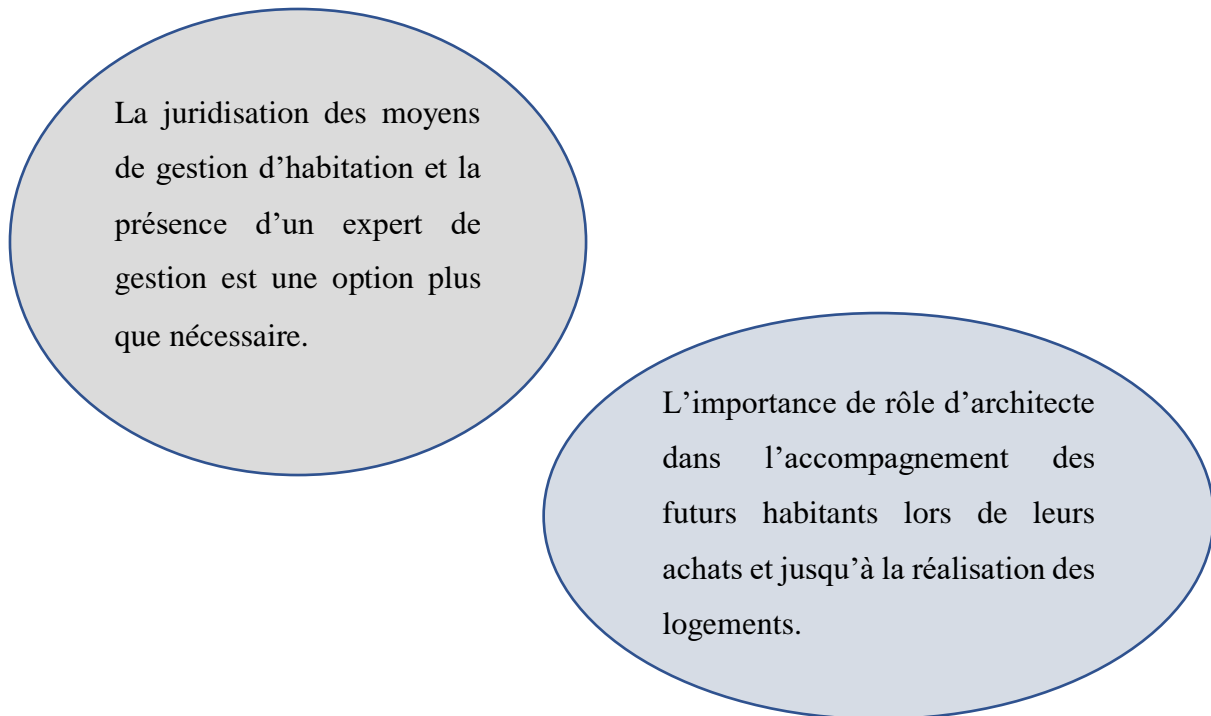 La juridisation des moyens
de gestion d’habitation et la
présence d’un expert de
gestion est une option plus
que nécessaire.
L’importance de rôle d’architecte
dans l’accompagnement des
futurs habitants lors de leurs
achats et jusqu’à la réalisation des
logements.